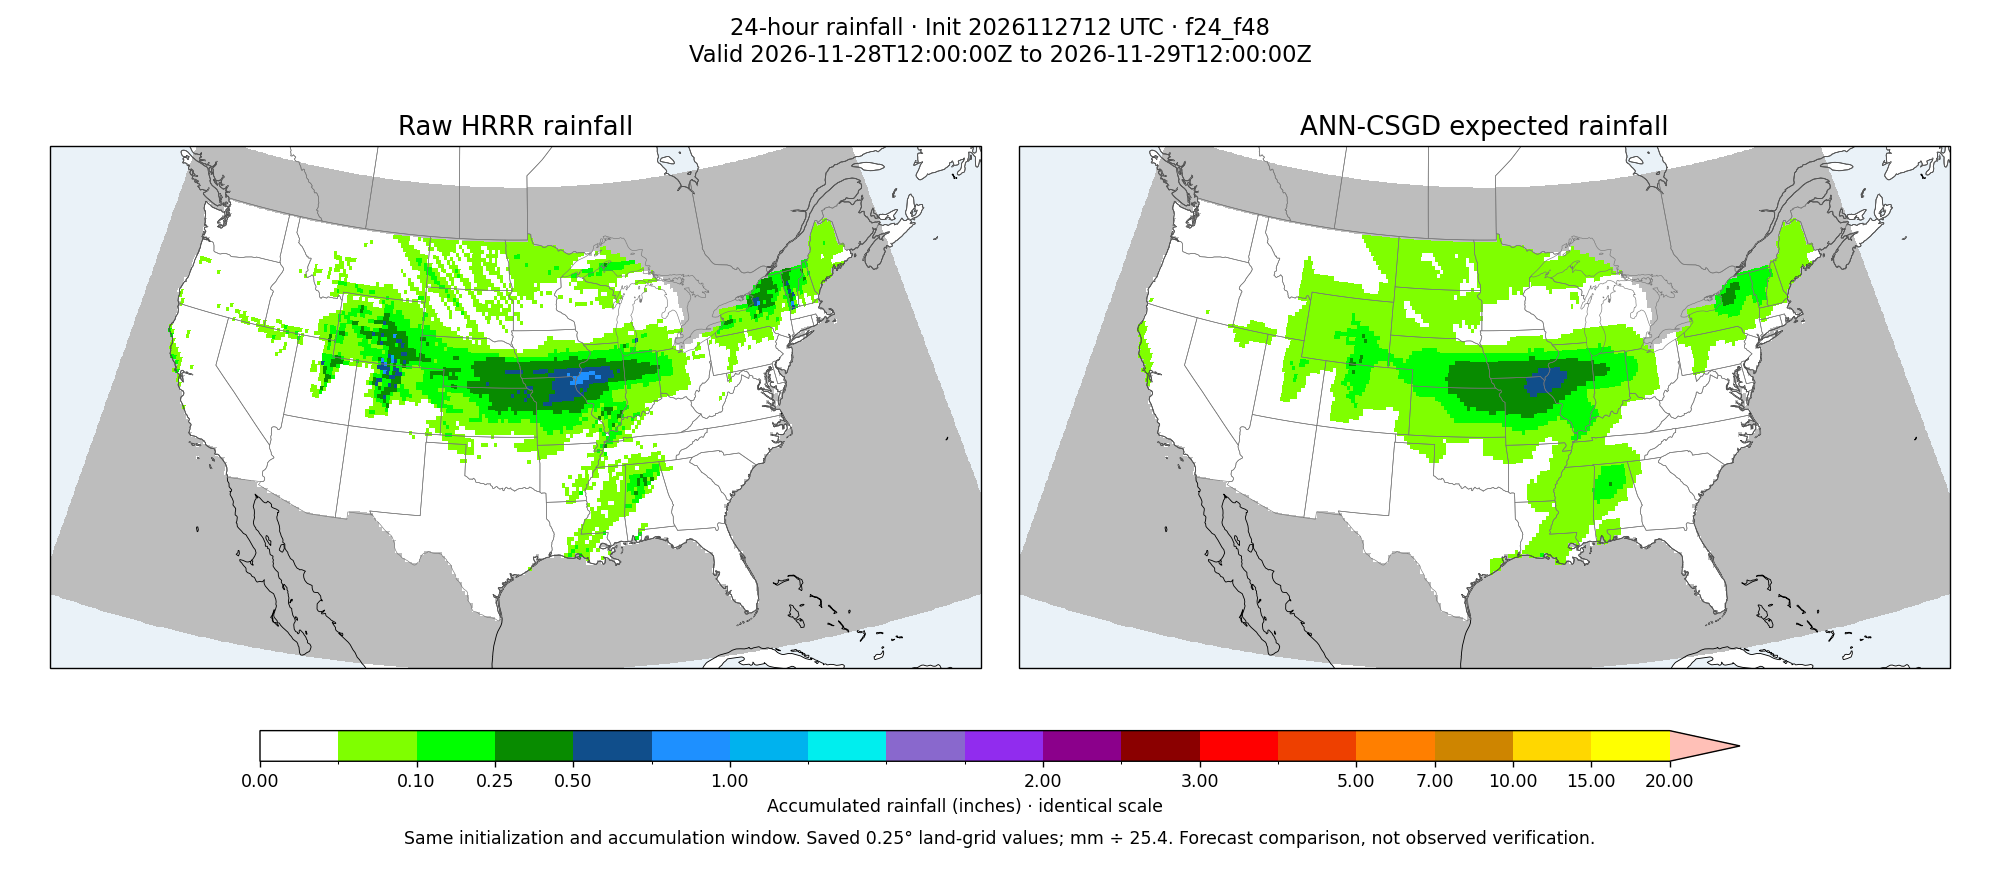 24-hour rainfall · Init 2026112712 UTC · f24_f48
Valid 2026-11-28T12:00:00Z to 2026-11-29T12:00:00Z
Raw HRRR rainfall
ANN-CSGD expected rainfall
0.00 0.10 0.25 0.50 1.00 2.00 3.00 5.00 7.00 10.00 15.00 20.00
Accumulated rainfall (inches) · identical scale
Same initialization and accumulation window. Saved 0.25° land-grid values; mm ÷ 25.4. Forecast comparison, not observed verification.